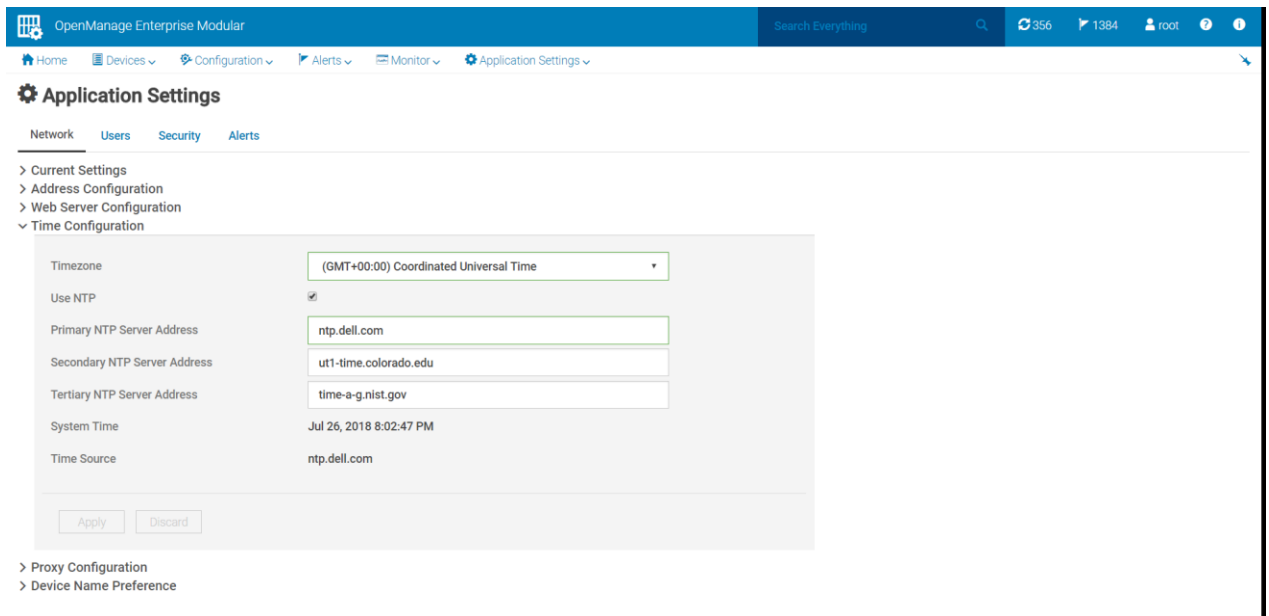 OpenManage Enterprise Modular Search Everything 356 1384 root ? i
Home Devices Configuration Alerts Monitor Application Settings
Application Settings
Network Users Security Alerts
Current Settings
Address Configuration
Web Server Configuration
Time Configuration
Timezone (GMT+00:00) Coordinated Universal Time
Use NTP
Primary NTP Server Address ntp.dell.com
Secondary NTP Server Address ut1-time.colorado.edu
Tertiary NTP Server Address time-a-g.nist.gov
System Time Jul 26, 2018 8:02:47 PM
Time Source ntp.dell.com
Apply Discard
Proxy Configuration
Device Name Preference